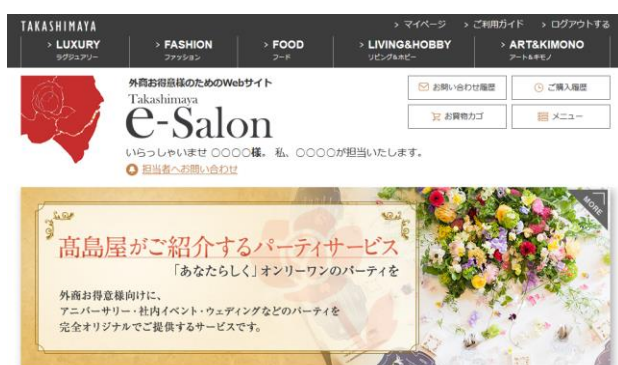 TAKASHIMAYA
> マイページ > ご利用ガイド > ログアウトする
> LUXURY > FASHION > FOOD > LIVING&HOBBY > ART&KIMONO
ラグジュアリー ファッション フード リビング&ホビー アート&キモノ
外商お得意様のためのWebサイト
Takashimaya
e-Salon
お問い合わせ履歴 ご購入履歴
お買物カゴ メニュー
いらっしゃいませ 〇〇〇〇様。 私、〇〇〇〇が担当いたします。
担当者へお問い合わせ
MORE
髙島屋がご紹介するパーティサービス
「あなたらしく」オンリーワンのパーティを
外商お得意様向けに、
アニバーサリー・社内イベント・ウェディングなどのパーティを
完全オリジナルでご提供するサービスです。